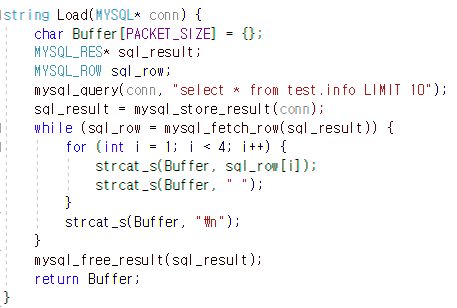 string Load(MYSQL* conn) {
char Buffer[PACKET_SIZE] = {};
MYSQL_RES* sql_result;
MYSQL_ROW sql_row;
mysql_query(conn, "select * from test.info LIMIT 10");
sql_result = mysql_store_result(conn);
while (sql_row = mysql_fetch_row(sql_result)) {
for (int i = 1; i < 4; i++) {
strcat_s(Buffer, sql_row[i]);
strcat_s(Buffer, " ");
}
strcat_s(Buffer, "₩n");
}
mysql_free_result(sql_result);
return Buffer;
}